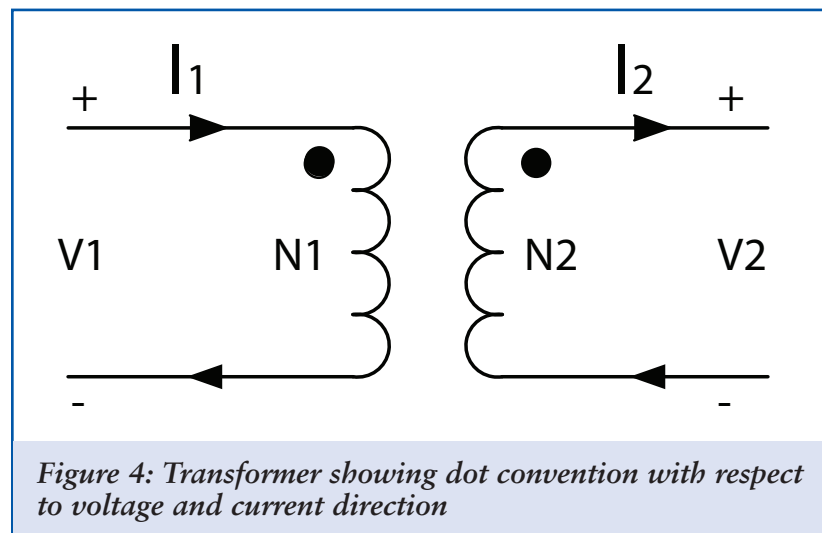 I1 I2
+ +
V1 N1 N2 V2
- -
Figure 4: Transformer showing dot convention with respect
to voltage and current direction